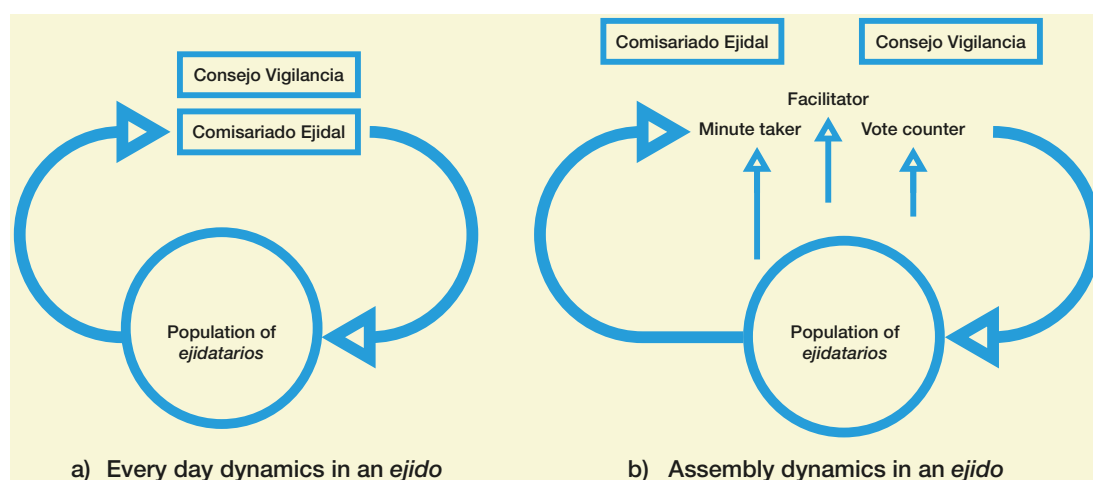 Consejo Vigilancia
Comisariado Ejidal
Population of
ejidatarios
a) Every day dynamics in an ejido
Comisariado Ejidal
Consejo Vigilancia
Facilitator
Minute taker
Vote counter
Population of
ejidatarios
b) Assembly dynamics in an ejido